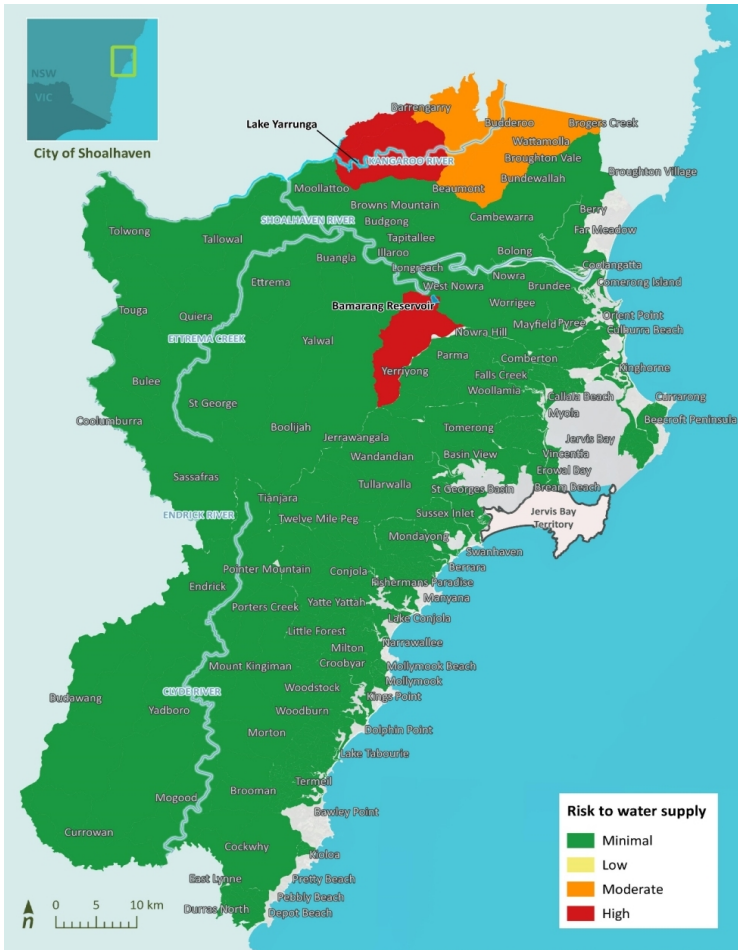 NSW
VIC
City of Shoalhaven
Lake Yarrunga
Barrengarry
Budderoo
Brogers Creek
Wattamolla
KANGAROO RIVER
Broughton Vale
Broughton Village
Bundewallah
Moollattoo
Beaumont
Browns Mountain
Berry
SHOALHAVEN RIVER
Budgong
Cambewarra
Far Meadow
Tolwong
Tallowal
Tapitallee
Illaroo
Bolong
Buangla
Longreach
Coolangatta
Ettrema
West Nowra
Nowra
Brundee
Comerong Island
Bamarang Reservoir
Worrigee
Touga
Quiera
Orient Point
Mayfield
Pyree
Culburra Beach
Nowra Hill
ETTREMA CREEK
Yalwal
Parma
Comberton
Kinghorne
Yerriyong
Falls Creek
Bulee
Woollamia
Callala Beach
Currarong
St George
Myola
Beecroft Peninsula
Coolumburra
Boolijah
Tomerong
Jerrawangala
Jervis Bay
Wandandian
Basin View
Vincentia
Erowal Bay
Sassafras
Tullarwalla
St Georges Basin
Bream Beach
Tianjara
ENDRICK RIVER
Twelve Mile Peg
Sussex Inlet
Jervis Bay
Territory
Mondayong
Swanhaven
Pointer Mountain
Conjola
Berrara
Endrick
Fishermans Paradise
Porters Creek
Yatte Yattah
Manyana
Lake Conjola
Little Forest
Narrawallee
Milton
Mount Kingiman
Croobyar
Mollymook Beach
Mollymook
CLYDE RIVER
Woodstock
Budawang
Kings Point
Yadboro
Woodburn
Morton
Dolphin Point
Lake Tabourie
Termeil
Mogood
Brooman
Bawley Point
Currowan
Cockwhy
Kioloa
East Lynne
Pretty Beach
Pebbly Beach
Durras North
Depot Beach
n
0 5 10 km
Risk to water supply
Minimal
Low
Moderate
High